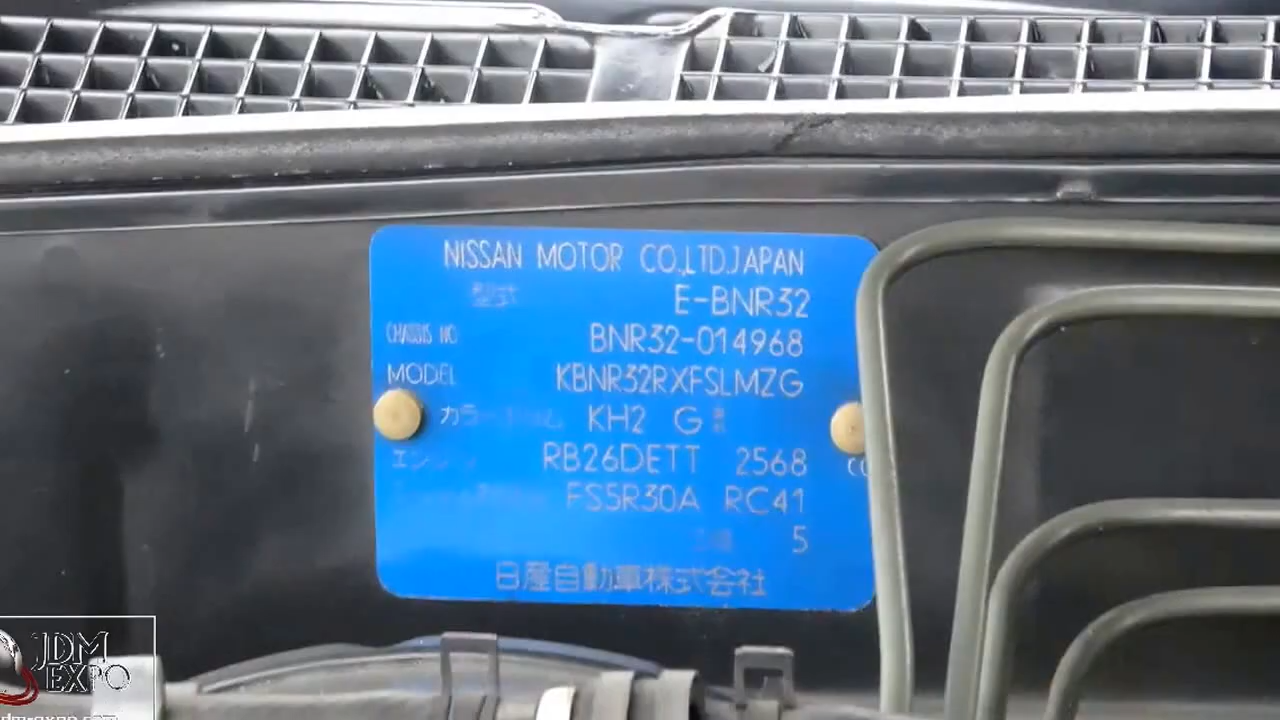 NISSAN MOTOR CO.,LTD.JAPAN
型式 E-BNR32
CHASSIS NO BNR32-014968
MODEL KBNR32RXFSLMZG
KH2 G
RB26DETT 2568
FS5R30A RC41
5
日産自動車株式会社
JDM
EXPO